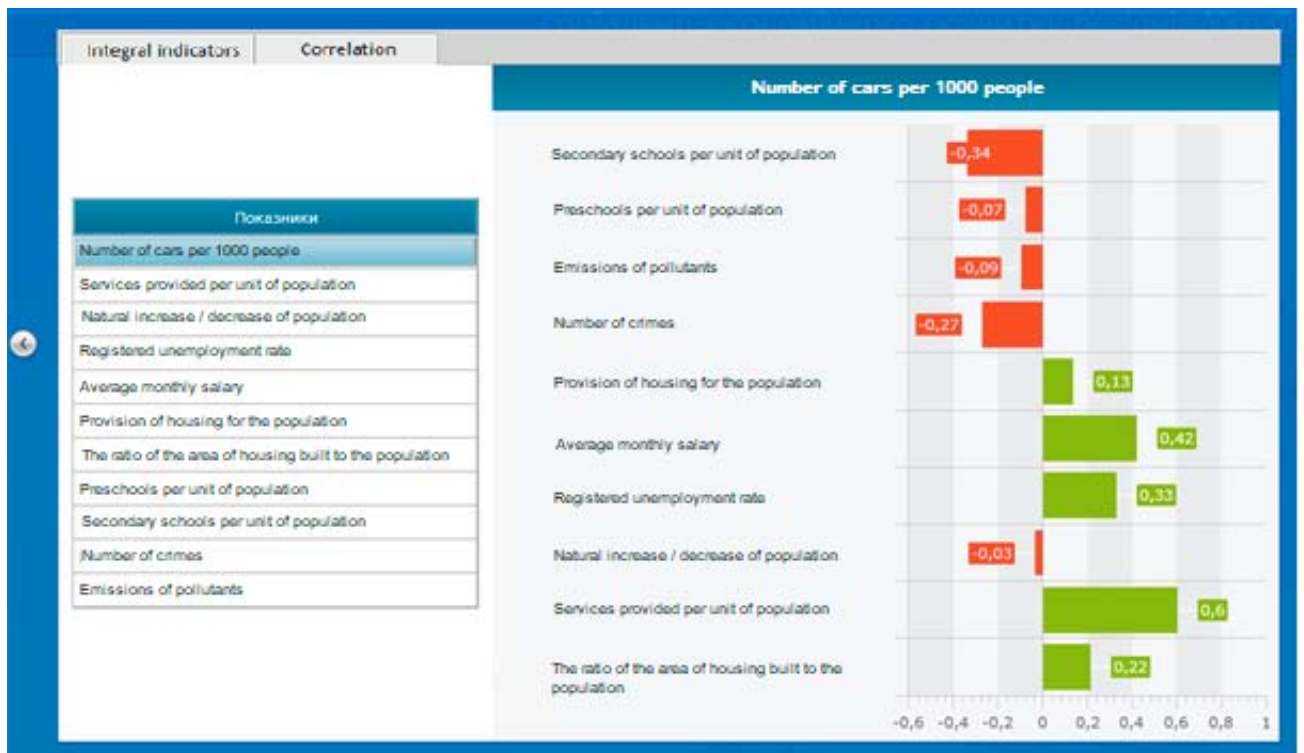 Integral indicators
Correlation
Number of cars per 1000 people
Показники
Number of cars per 1000 people
Services provided per unit of population
Natural increase / decrease of population
Registered unemployment rate
Average monthly salary
Provision of housing for the population
The ratio of the area of housing built to the population
Preschools per unit of population
Secondary schools per unit of population
Number of crimes
Emissions of pollutants
Secondary schools per unit of population
-0,34
Preschools per unit of population
-0,07
Emissions of pollutants
-0,09
Number of crimes
-0,27
Provision of housing for the population
0,13
Average monthly salary
0,42
Registered unemployment rate
0,33
Natural increase / decrease of population
-0,03
Services provided per unit of population
0,6
The ratio of the area of housing built to the
population
0,22
-0,6 -0,4 -0,2 0 0,2 0,4 0,6 0,8 1